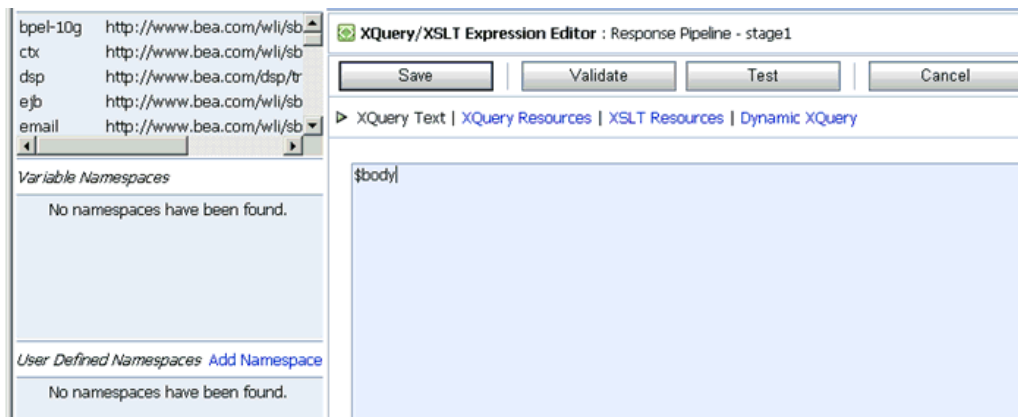 bpel-10g http://www.bea.com/wli/sb
ctx http://www.bea.com/wli/sb
dsp http://www.bea.com/dsp/tr
ejb http://www.bea.com/wli/sb
email http://www.bea.com/wli/sb
Variable Namespaces
No namespaces have been found.
User Defined Namespaces Add Namespace
No namespaces have been found.
XQuery/XSLT Expression Editor : Response Pipeline - stage1
Save Validate Test Cancel
XQuery Text | XQuery Resources | XSLT Resources | Dynamic XQuery
$body